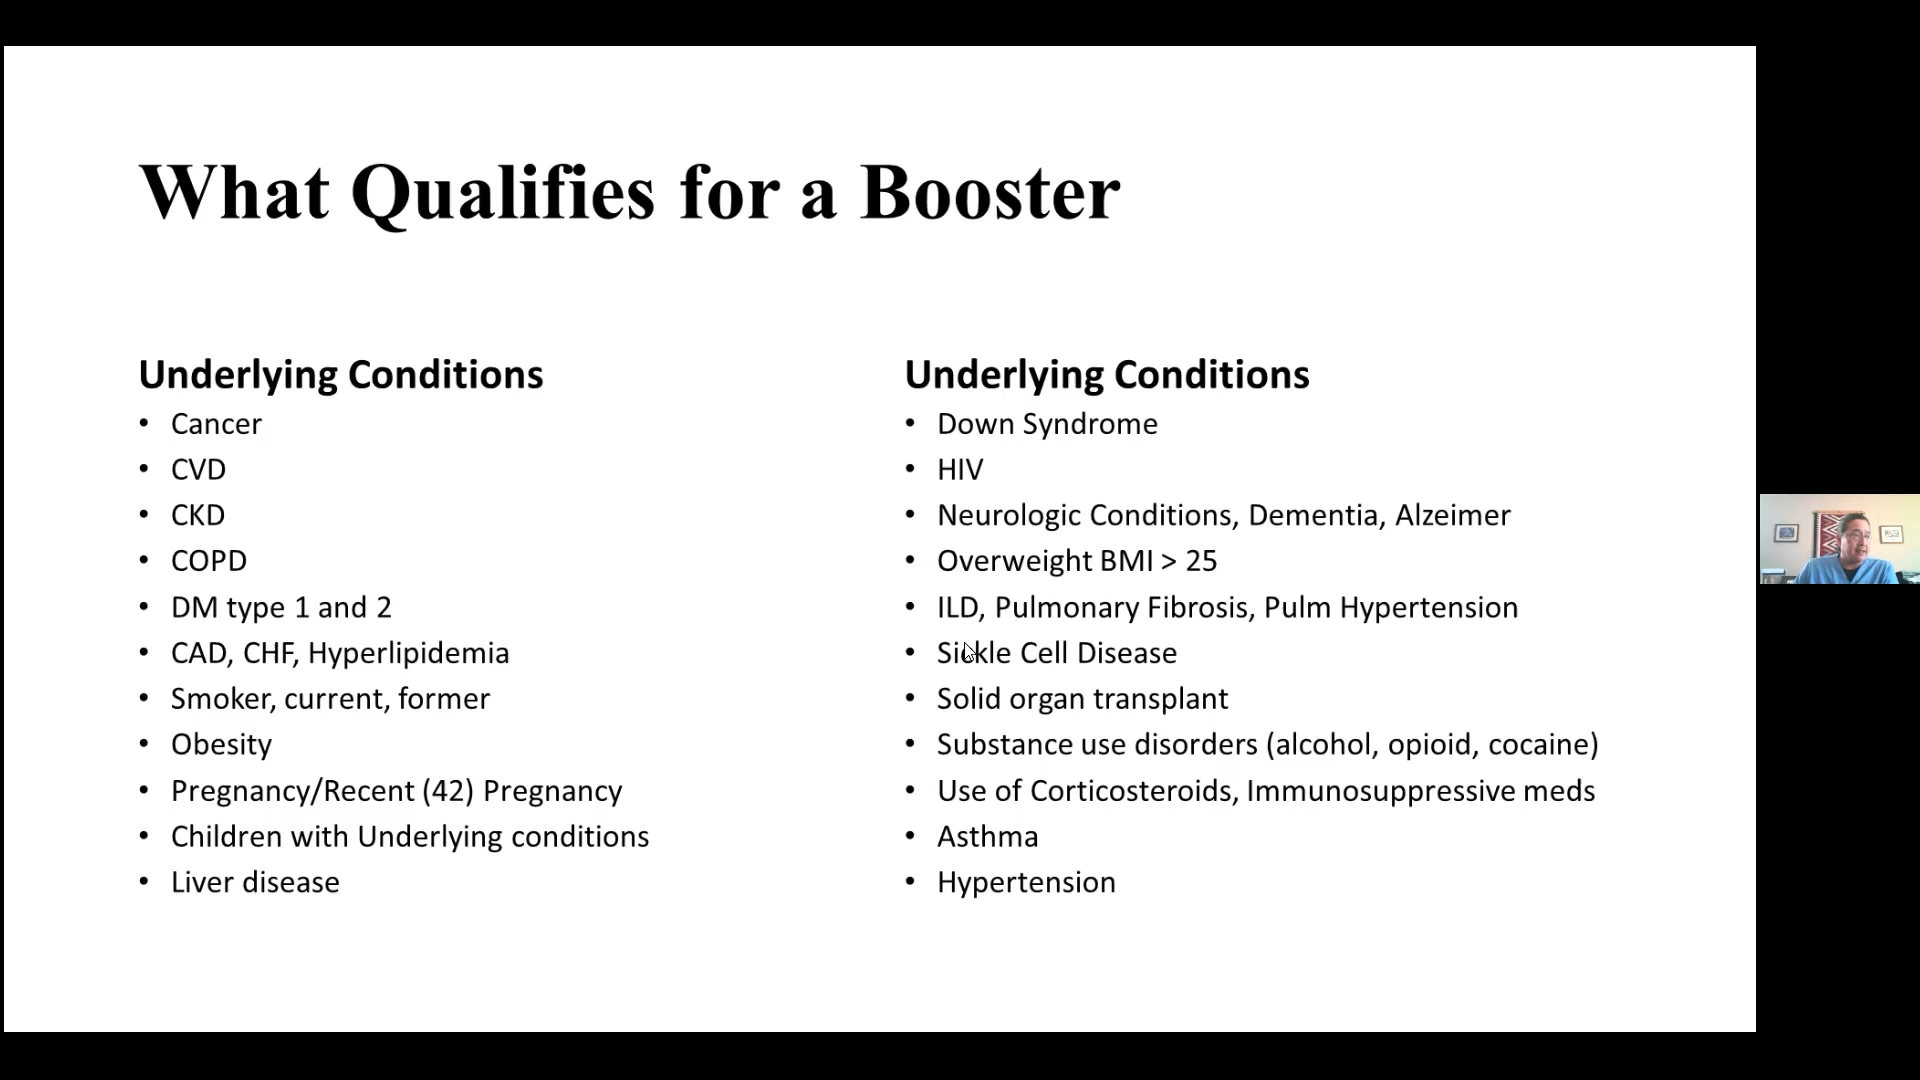 What Qualifies for a Booster
Underlying Conditions
• Cancer
• CVD
• CKD
• COPD
• DM type 1 and 2
• CAD, CHF, Hyperlipidemia
• Smoker, current, former
• Obesity
• Pregnancy/Recent (42) Pregnancy
• Children with Underlying conditions
• Liver disease
Underlying Conditions
• Down Syndrome
• HIV
• Neurologic Conditions, Dementia, Alzeimer
• Overweight BMI > 25
• ILD, Pulmonary Fibrosis, Pulm Hypertension
• Sickle Cell Disease
• Solid organ transplant
• Substance use disorders (alcohol, opioid, cocaine)
• Use of Corticosteroids, Immunosuppressive meds
• Asthma
• Hypertension